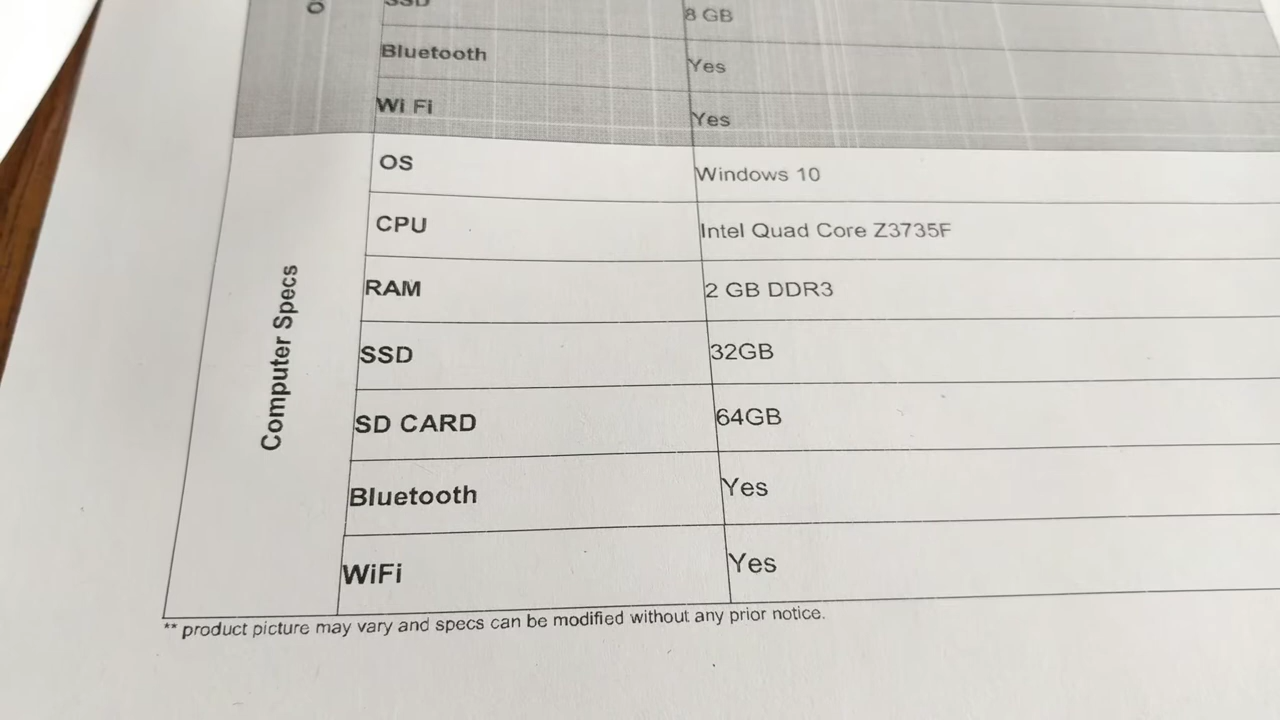 SSD 8 GB
Bluetooth Yes
Wi Fi Yes
Computer Specs
OS Windows 10
CPU Intel Quad Core Z3735F
RAM 2 GB DDR3
SSD 32GB
SD CARD 64GB
Bluetooth Yes
WiFi Yes
** product picture may vary and specs can be modified without any prior notice.